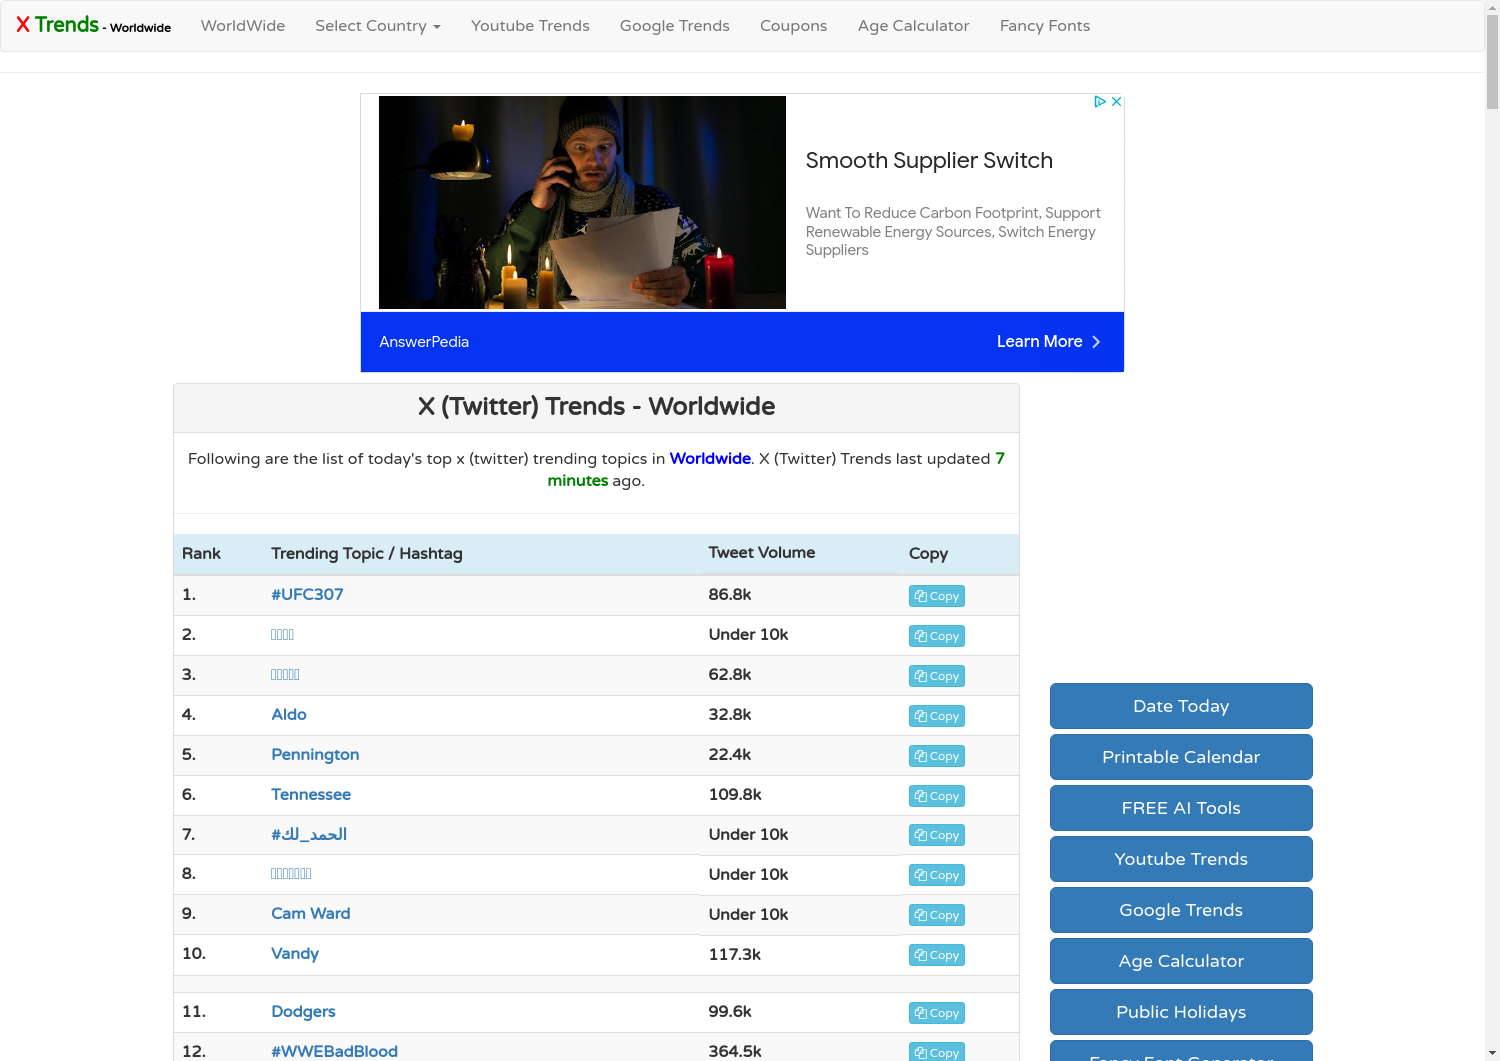 X Trends - Worldwide
WorldWide
Select Country
Youtube Trends
Google Trends
Coupons
Age Calculator
Fancy Fonts
Smooth Supplier Switch
Want To Reduce Carbon Footprint, Support
Renewable Energy Sources, Switch Energy
Suppliers
AnswerPedia
Learn More
X (Twitter) Trends - Worldwide
Following are the list of today's top x (twitter) trending topics in Worldwide. X (Twitter) Trends last updated 7
minutes ago.
Rank Trending Topic / Hashtag Tweet Volume Copy
1. #UFC307 86.8k Copy
2. Under 10k Copy
3. 62.8k Copy
4. Aldo 32.8k Copy
5. Pennington 22.4k Copy
6. Tennessee 109.8k Copy
7. #الحمد_لك Under 10k Copy
8. Under 10k Copy
9. Cam Ward Under 10k Copy
10. Vandy 117.3k Copy
11. Dodgers 99.6k Copy
12. #WWEBadBlood 364.5k Copy
Date Today
Printable Calendar
FREE AI Tools
Youtube Trends
Google Trends
Age Calculator
Public Holidays
Fancy Font Generator